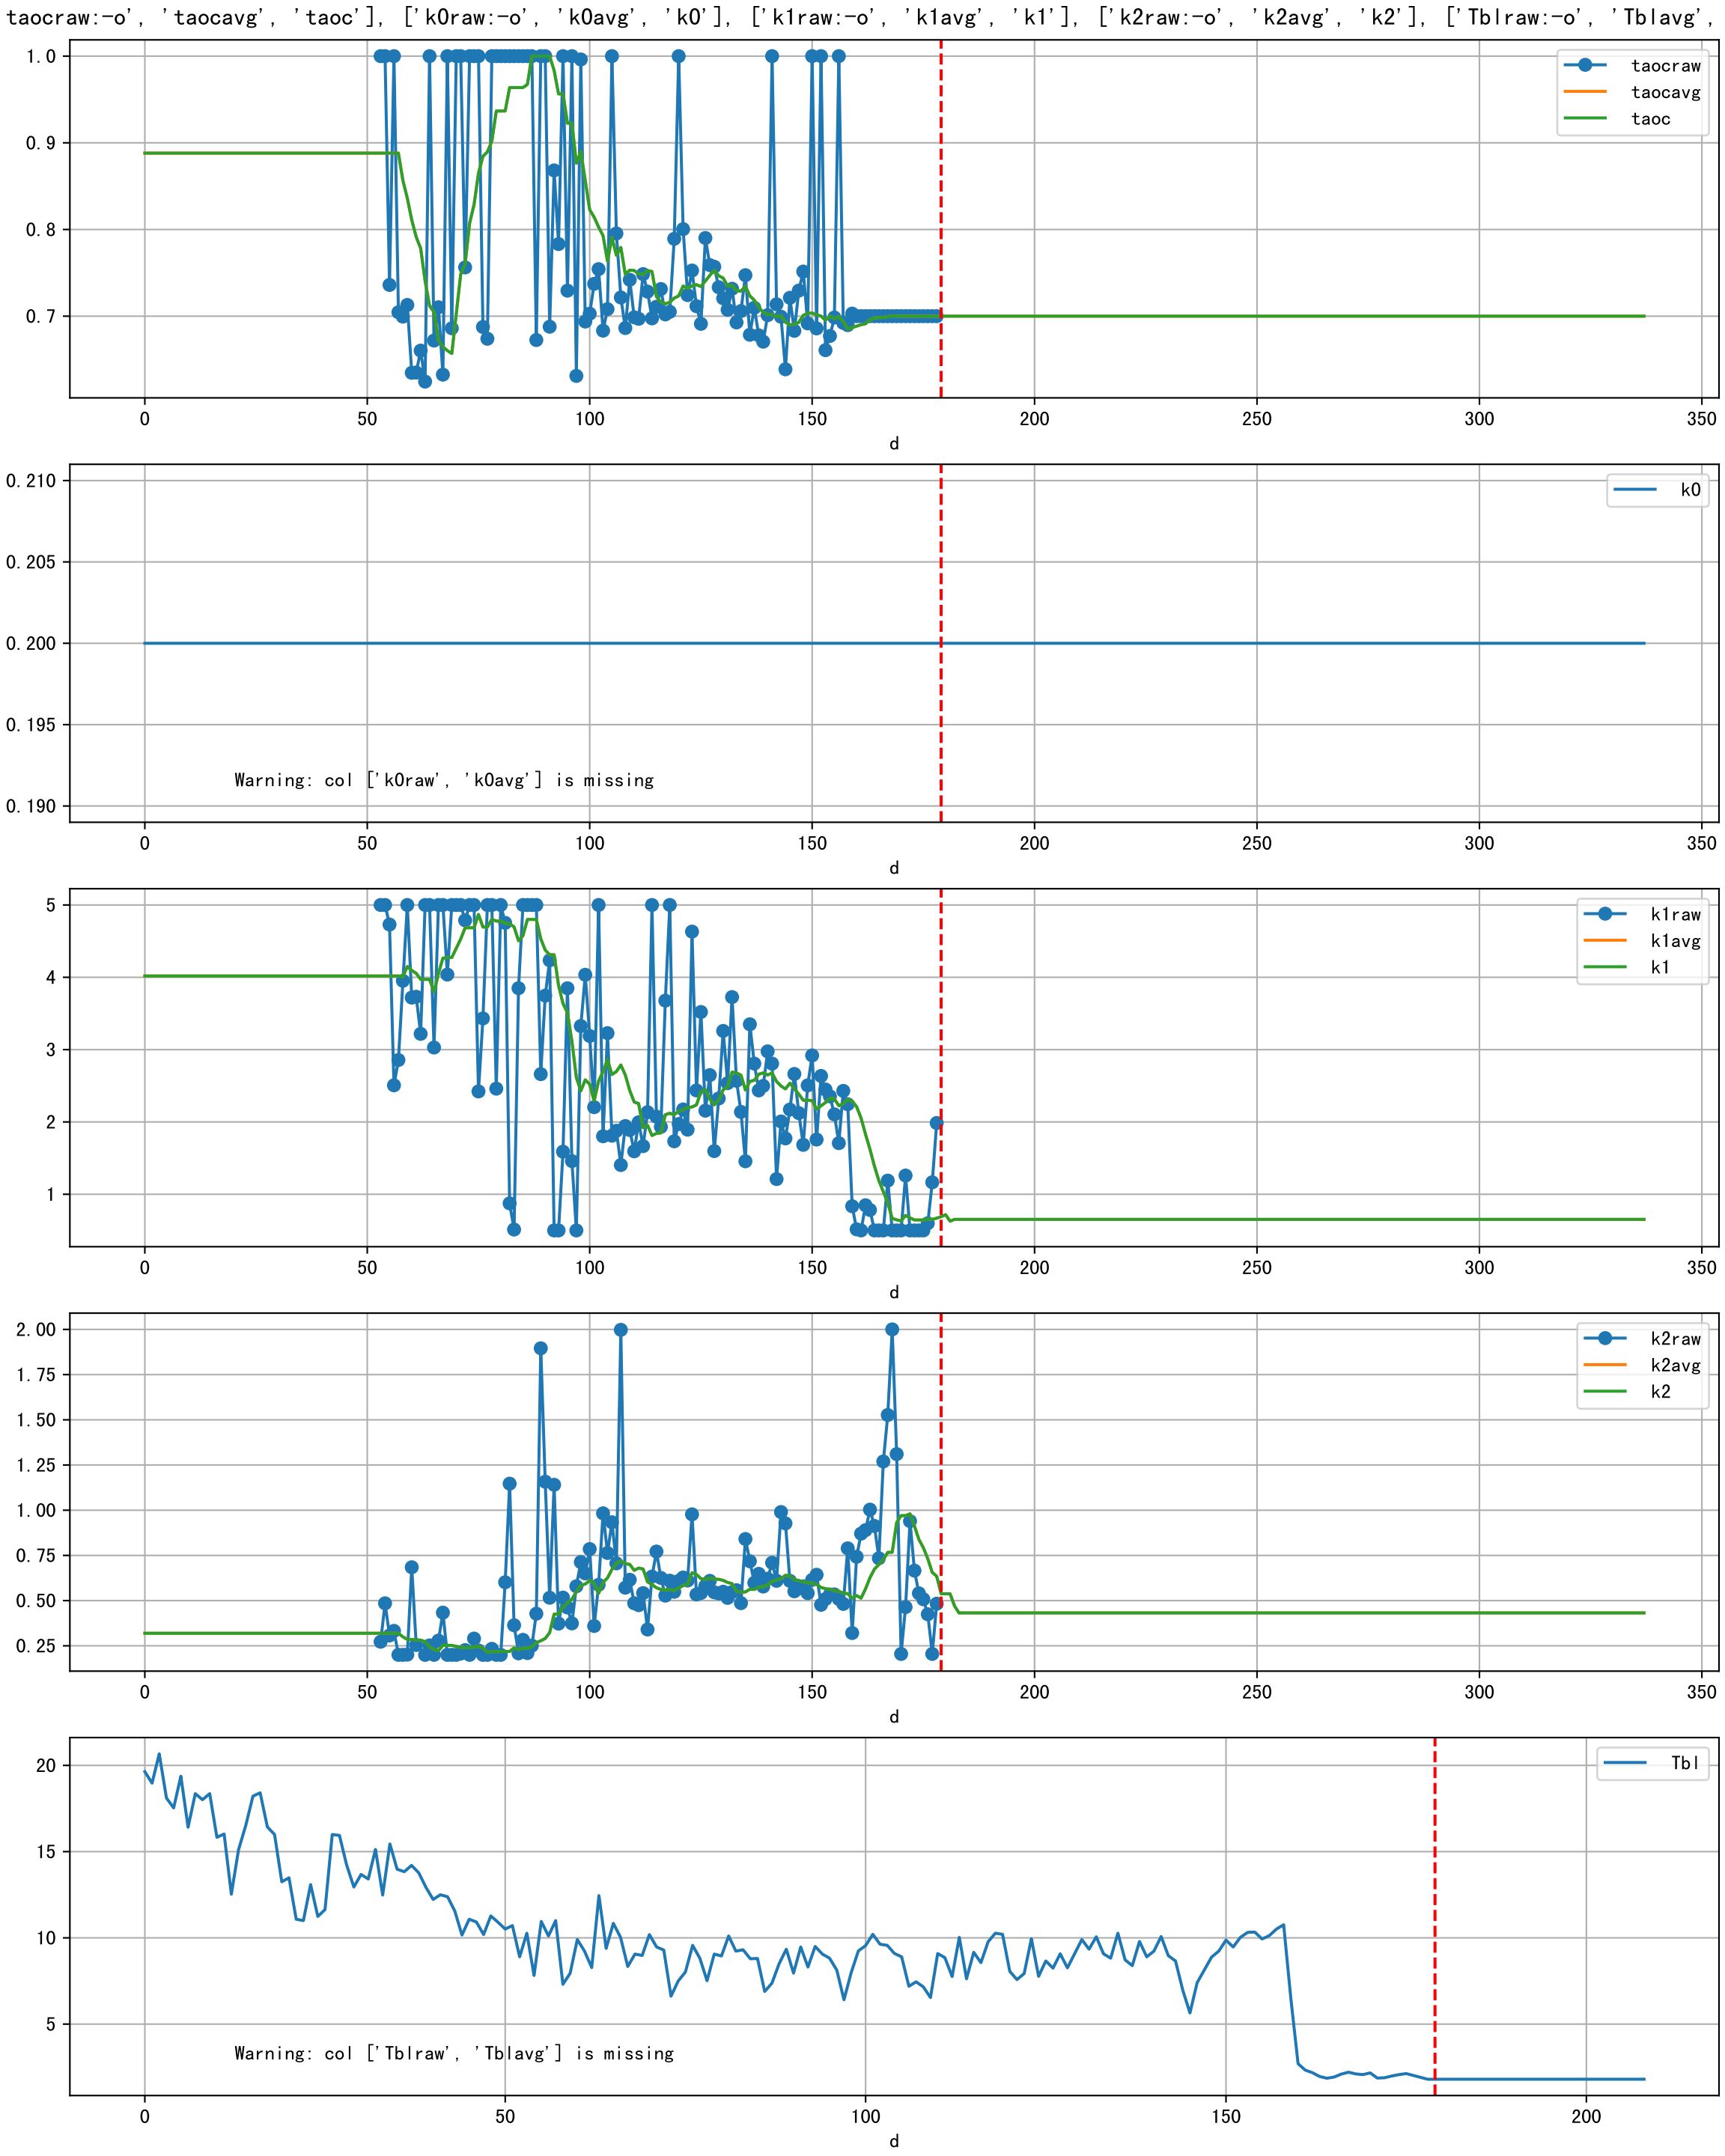 taocraw:-o', 'taocavg', 'taoc'], ['k0raw:-o', 'k0avg', 'k0'], ['k1raw:-o', 'k1avg', 'k1'], ['k2raw:-o', 'k2avg', 'k2'], ['Tblraw:-o', 'Tblavg',
1.0
0.9
0.8
0.7
taocraw
taocavg
taoc
0 50 100 150 200 250 300 350
d
0.210
0.205
0.200
0.195
0.190
k0
Warning: col ['k0raw', 'k0avg'] is missing
0 50 100 150 200 250 300 350
d
5
4
3
2
1
k1raw
k1avg
k1
0 50 100 150 200 250 300 350
d
2.00
1.75
1.50
1.25
1.00
0.75
0.50
0.25
k2raw
k2avg
k2
0 50 100 150 200 250 300 350
d
20
15
10
5
Tbl
Warning: col ['Tblraw', 'Tblavg'] is missing
0 50 100 150 200
d